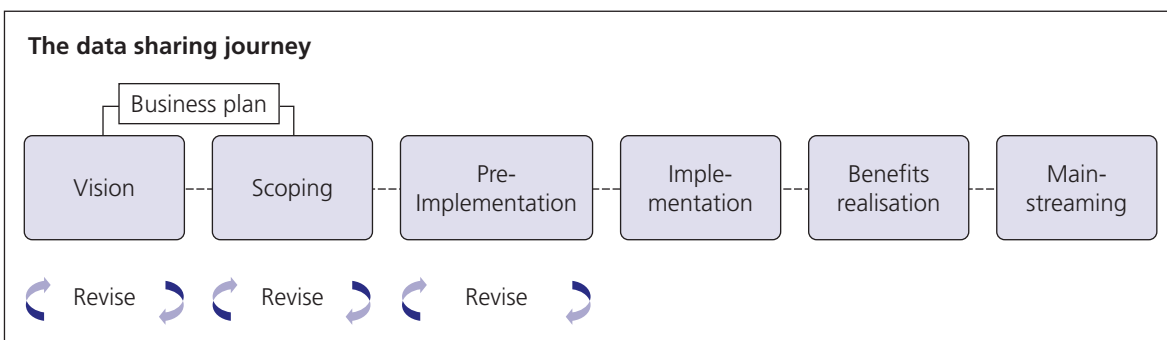 The data sharing journey
Business plan
Vision
Scoping
Pre-
Implementation
Imple-
mentation
Benefits
realisation
Main-
streaming
Revise
Revise
Revise